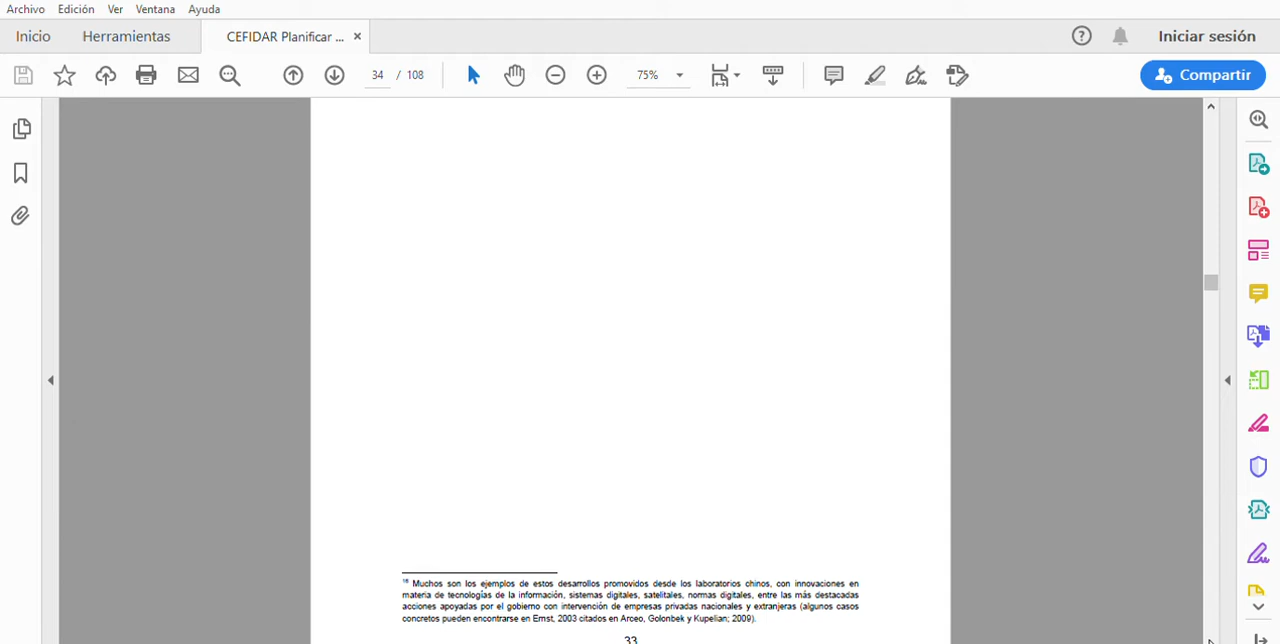 Archivo Edición Ver Ventana Ayuda
Inicio Herramientas CEFIDAR Planificar ... × Iniciar sesión
34 / 108 75% Compartir
16 Muchos son los ejemplos de estos desarrollos promovidos desde los laboratorios chinos, con innovaciones en
materia de tecnologías de la información, sistemas digitales, satelitales, normas digitales, entre las más destacadas
acciones apoyadas por el gobierno con intervención de empresas privadas nacionales y extranjeras (algunos casos
concretos pueden encontrarse en Ernst, 2003 citados en Arceo, Golonbek y Kupelian; 2009).
33